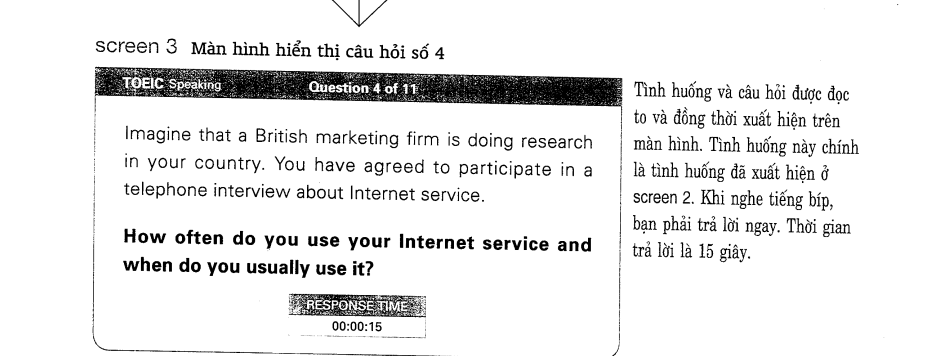 screen 3 Màn hình hiển thị câu hỏi số 4
TOEIC Speaking
Question 4 of 11
Imagine that a British marketing firm is doing research
in your country. You have agreed to participate in a
telephone interview about Internet service.
How often do you use your Internet service and
when do you usually use it?
RESPONSE TIME
00:00:15
Tình huống và câu hỏi được đọc
to và đồng thời xuất hiện trên
màn hình. Tình huống này chính
là tình huống đã xuất hiện ở
screen 2. Khi nghe tiếng bíp,
bạn phải trả lời ngay. Thời gian
trả lời là 15 giây.